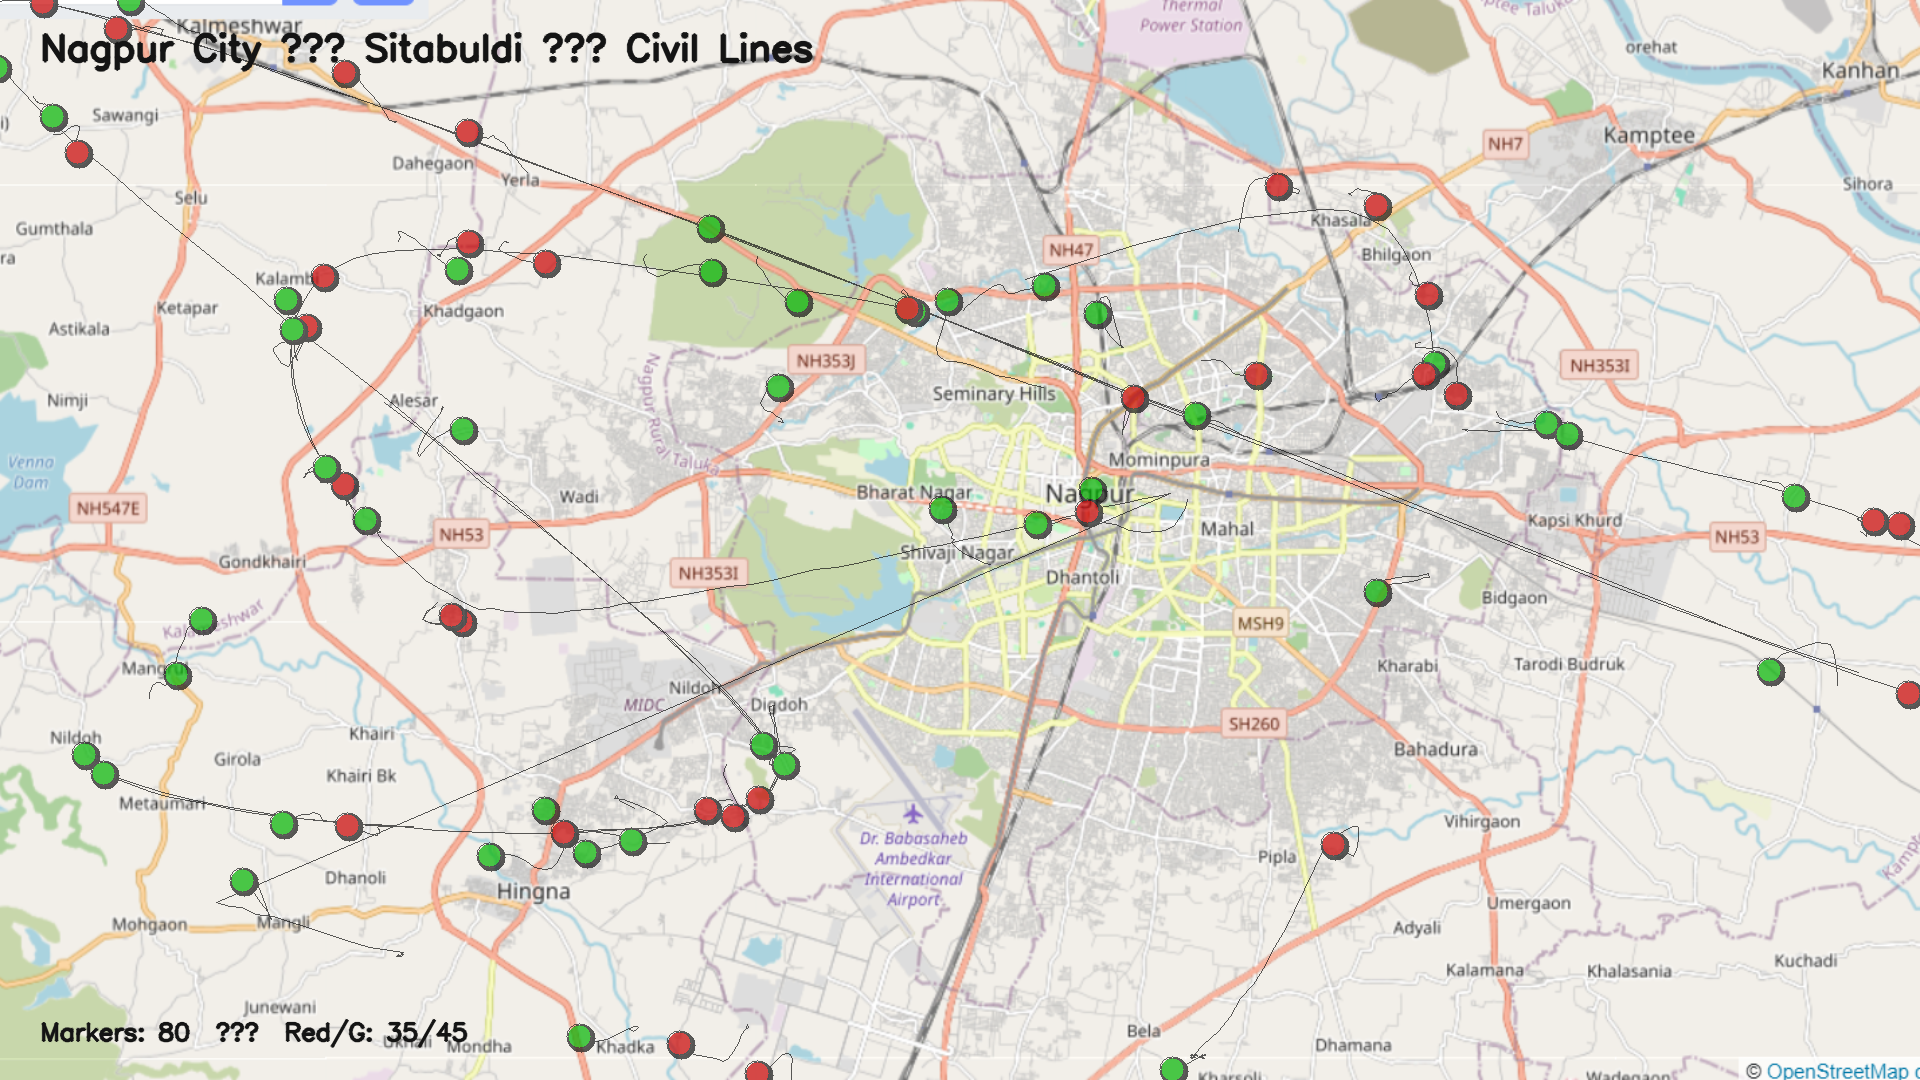 Kalmeshwar
Thermal
Power Station
ptee Taluka
orehat
Kanhan
Nagpur City ??? Sitabuldi ??? Civil Lines
Sawangi
Kamptee
NH7
Dahegaon
Yerla
Sihora
Selu
Gumthala
Khasala
NH47
Bhilgaon
ra
Kalamb
Ketapar
Khadgaon
Astikala
NH353J
NH353I
Seminary Hills
Nimji
Alesar
Nagpur Rural Taluka
Mominpura
Venna
Dam
Wadi
Bharat Nagar
Nagpur
NH547E
Kapsi Khurd
Mahal
NH53
NH53
Shivaji Nagar
Gondkhairi
NH353I
Dhantoli
Bidgaon
MSH9
Kharabi
Tarodi Budruk
Nildoh
MIDC
Digdoh
SH260
Khairi
Nildoh
Bahadura
Girola
Khairi Bk
Metaumari
Vihirgaon
Dr. Babasaheb
Ambedkar
International
Airport
Pipla
Dhanoli
Hingna
Umergaon
Mohgaon
Mangli
Adyali
Kuchadi
Kalamana
Khalasania
Junewani
Markers: 80 ??? Red/G: 35/45
Bela
Mondha
Khadka
Dhamana
Kharsoli
Wadegaon
© OpenStreetMap c